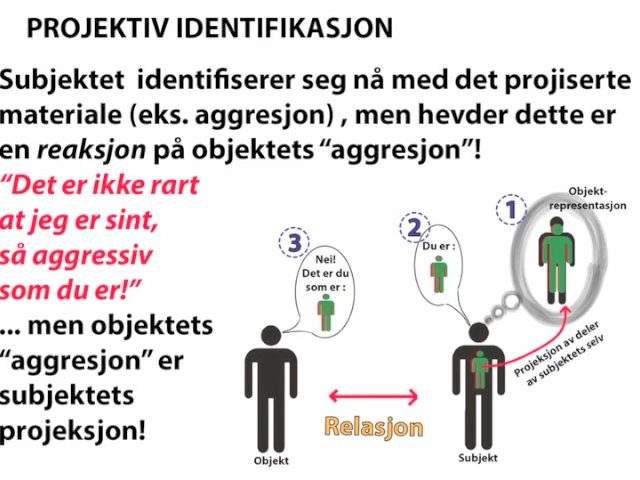 PROJEKTIV IDENTIFIKASJON
Subjektet identifiserer seg nå med det projiserte
materiale (eks. aggresjon) , men hevder dette er
en reaksjon på objektets “aggresjon”!
“Det er ikke rart
at jeg er sint,
så aggressiv
som du er!”
... men objektets
“aggresjon” er
subjektets
projeksjon!
3
Nei!
Det er du
som er :
2
Du er :
1
Objekt-
representasjon
Projeksjon av deler
av subjektets selv
Relasjon
Objekt
Subjekt